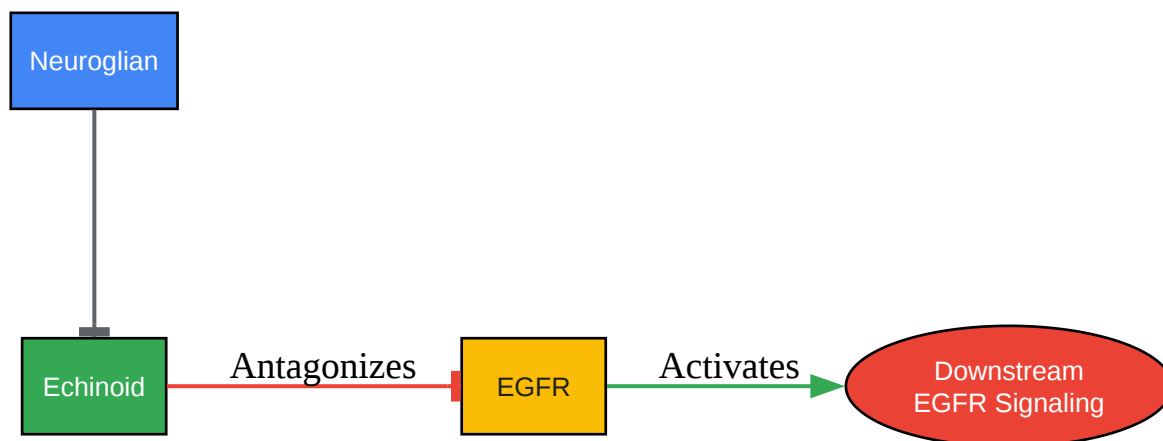 Neuroglian
Echinoid
Antagonizes
EGFR
Activates
Downstream
EGFR Signaling